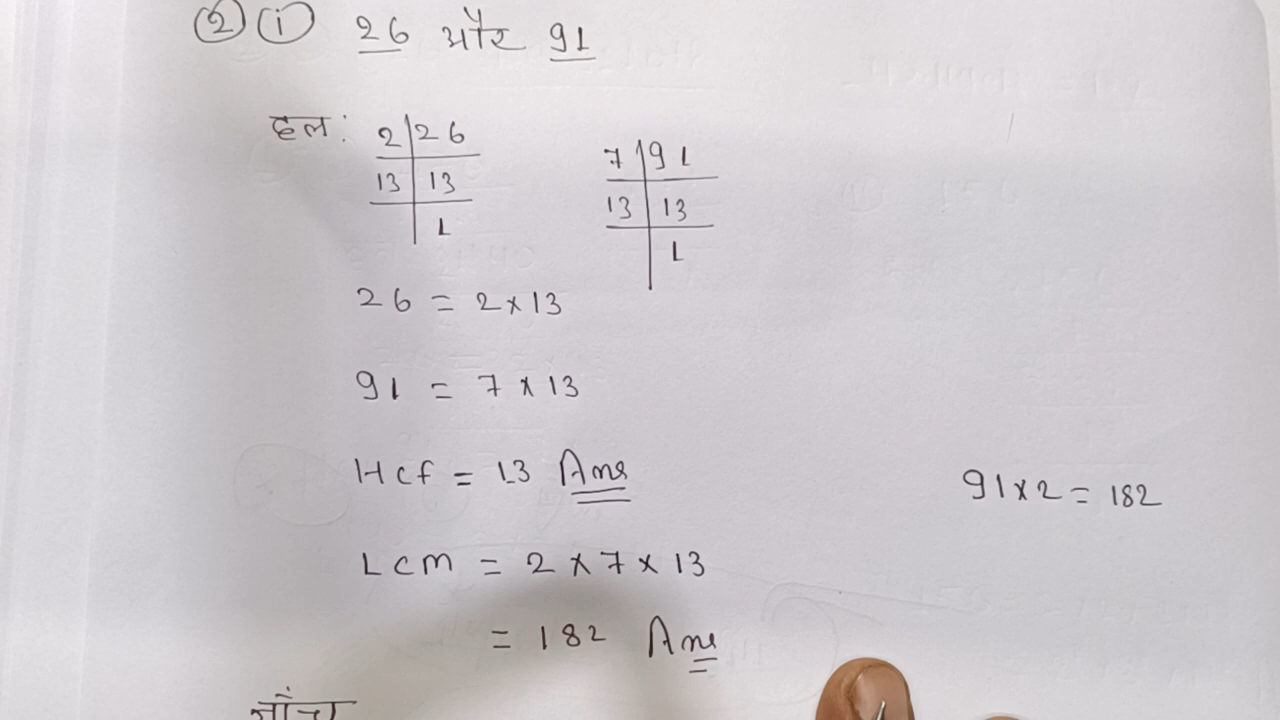 ② ⓘ 26 और 91
हल:
2 | 26
13 | 13
1
7 | 91
13 | 13
1
26 = 2 × 13
91 = 7 × 13
Hcf = 13 Ans
91 × 2 = 182
Lcm = 2 × 7 × 13
= 182 Ans
जाँच